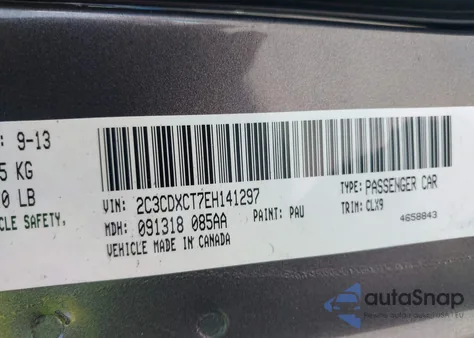 : 9-13
5 KG
0 LB
CLE SAFETY,
VIN: 2C3CDXCT7EH141297
TYPE: PASSENGER CAR
MDH: 091318 085AA
PAINT: PAU
TRIM: CLX9
4658843
VEHICLE MADE IN CANADA
autoSnap